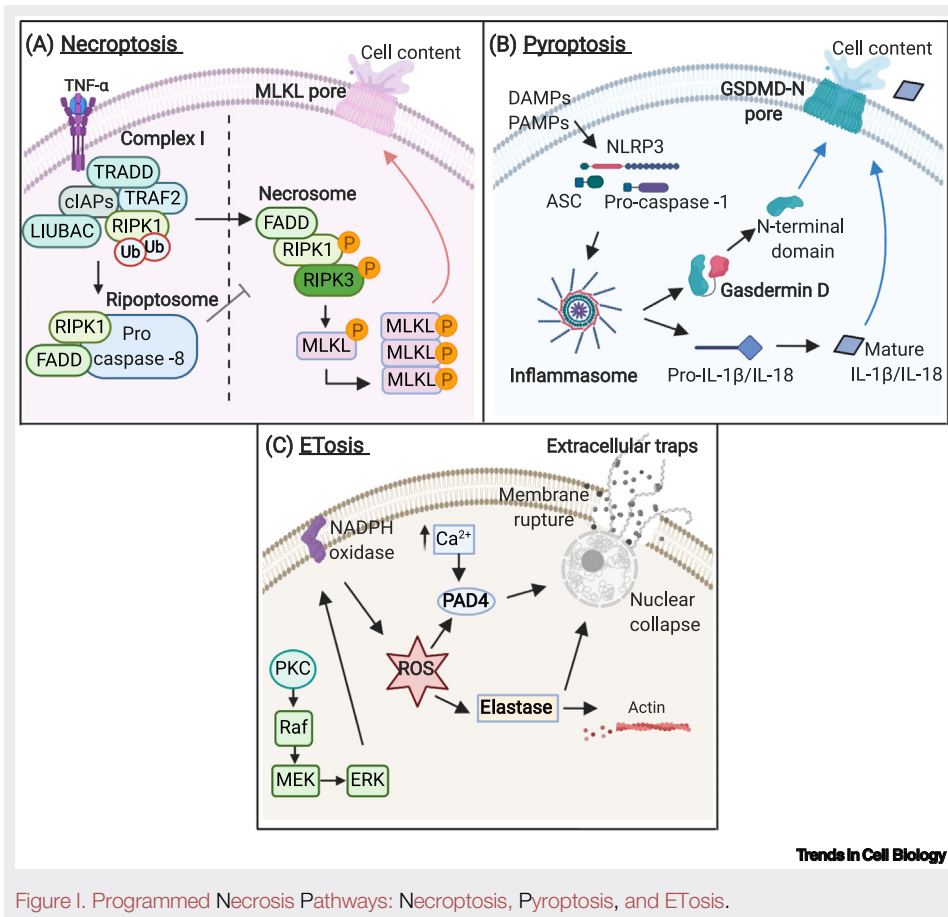 (A) Necroptosis
TNF-α
Cell content
MLKL pore
Complex I
TRADD
cIAPs
TRAF2
LIUBAC
RIPK1
Ub
Ub
Ripoptosome
RIPK1
Pro
caspase -8
FADD
Necrosome
FADD
RIPK1
P
RIPK3
P
MLKL
P
MLKL
P
MLKL
P
MLKL
P
(B) Pyroptosis
Cell content
DAMPs
PAMPs
GSDMD-N
pore
NLRP3
ASC
Pro-caspase -1
N-terminal
domain
Gasdermin D
Inflammasome
Pro-IL-1β/IL-18
Mature
IL-1β/IL-18
(C) ETosis
Extracellular traps
Membrane
rupture
NADPH
oxidase
Ca2+
PAD4
Nuclear
collapse
ROS
PKC
Raf
MEK
ERK
Elastase
Actin
Trends in Cell Biology
Figure I. Programmed Necrosis Pathways: Necroptosis, Pyroptosis, and ETosis.